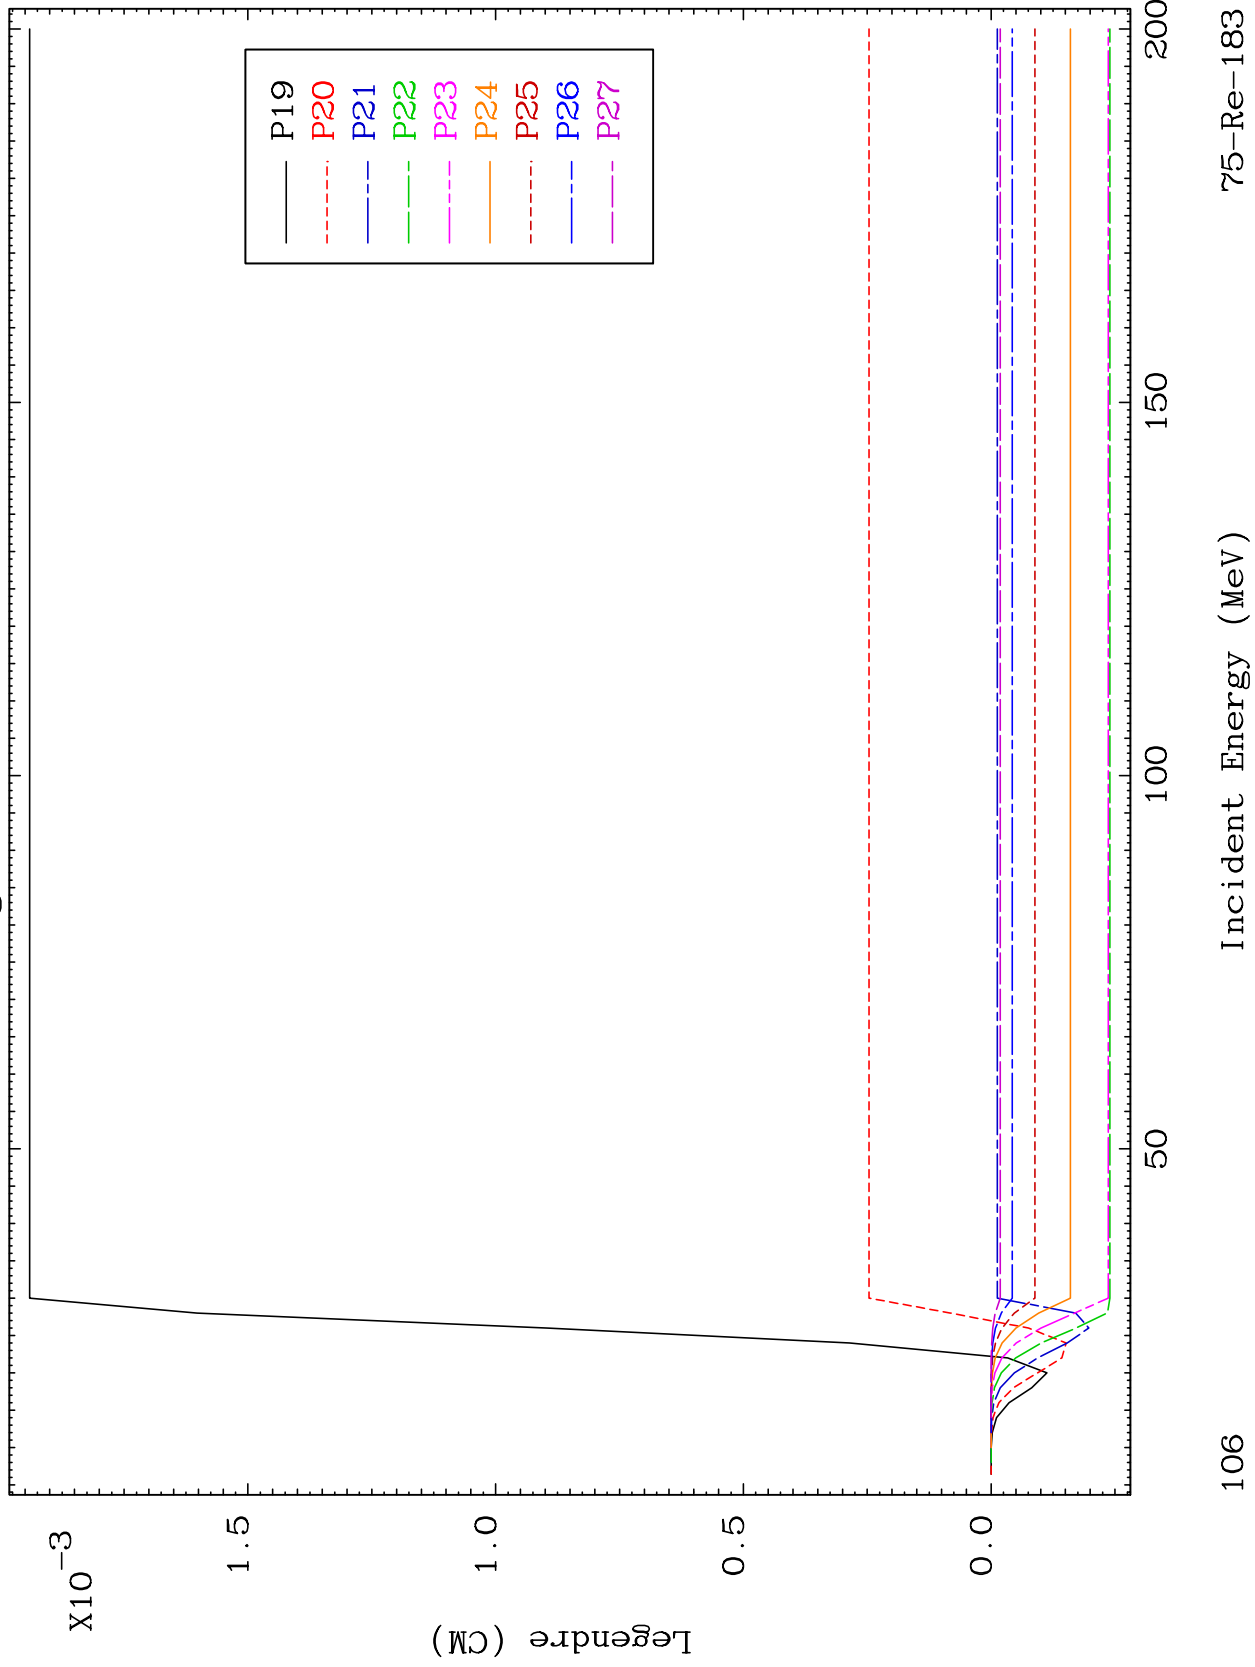 X10⁻³
1.5
1.0
0.5
0.0
Legendre (CM)
P19
P20
P21
P22
P23
P24
P25
P26
P27
50
100
150
200
Incident Energy (MeV)
106
75-Re-183